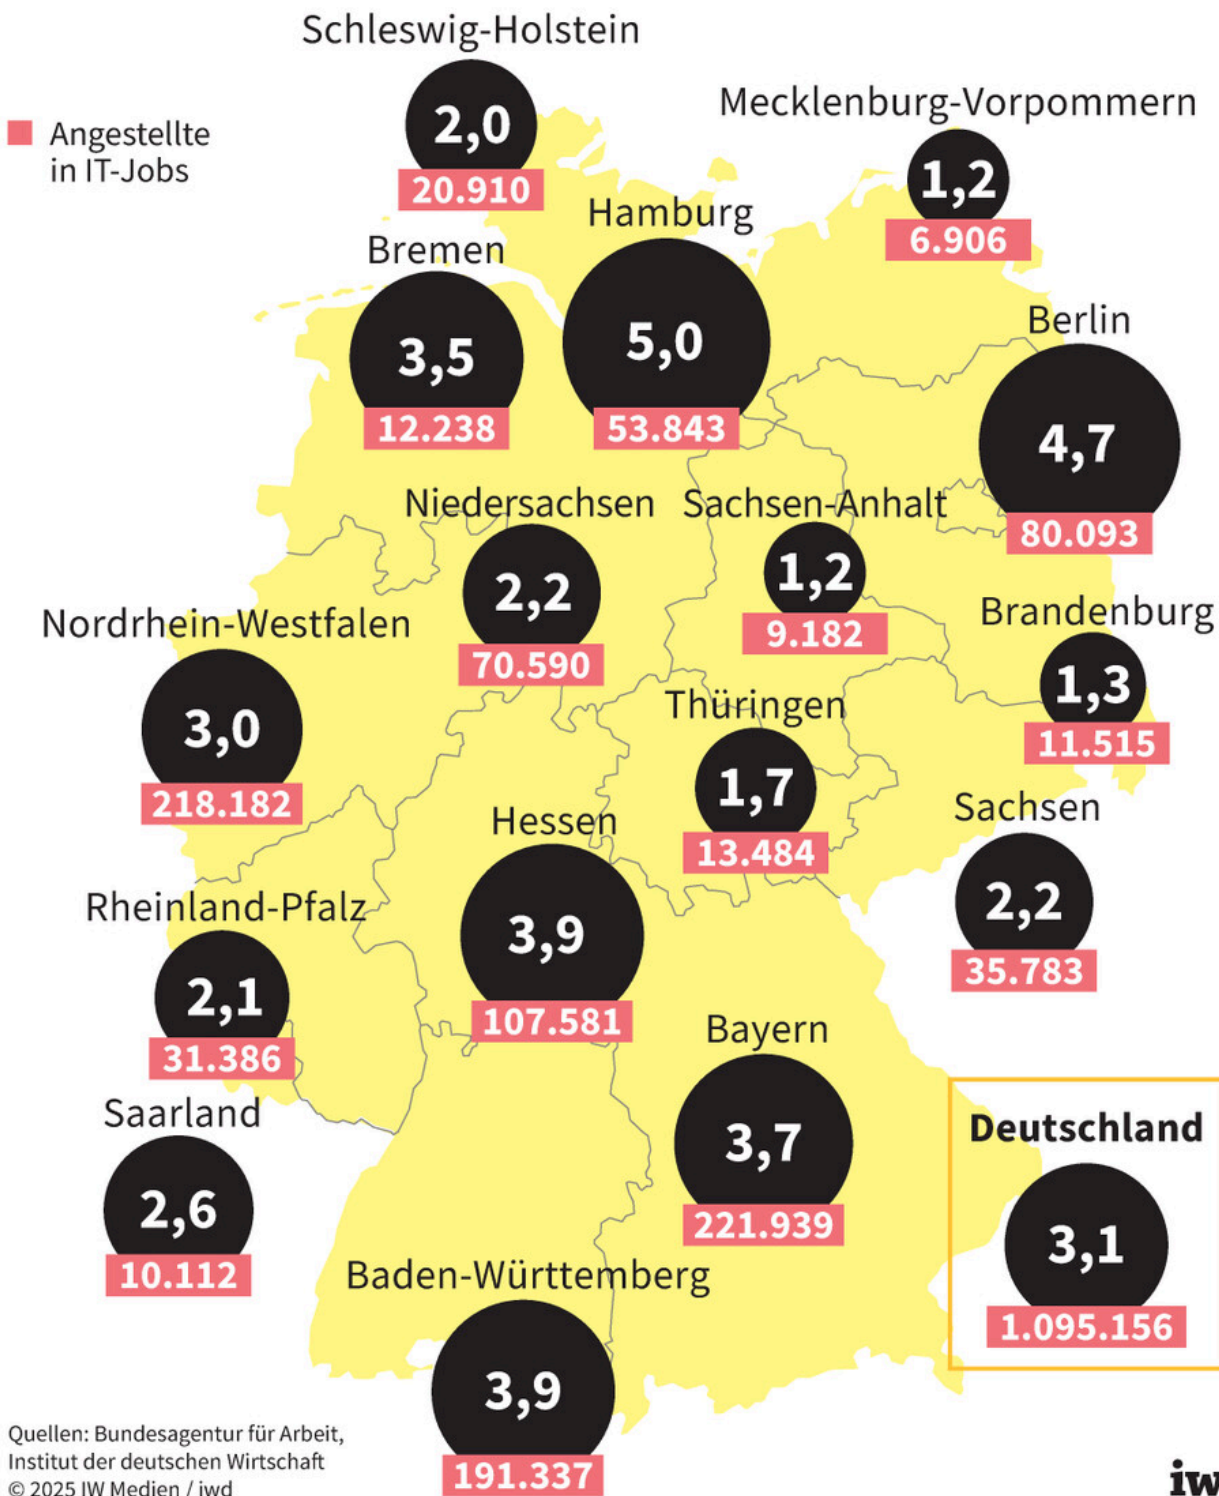 Schleswig-Holstein
2,0
20.910
Angestellte
in IT-Jobs
Mecklenburg-Vorpommern
1,2
6.906
Hamburg
5,0
53.843
Bremen
3,5
12.238
Berlin
4,7
80.093
Niedersachsen
2,2
70.590
Sachsen-Anhalt
1,2
9.182
Brandenburg
1,3
11.515
Nordrhein-Westfalen
3,0
218.182
Thüringen
1,7
13.484
Sachsen
2,2
35.783
Hessen
3,9
107.581
Rheinland-Pfalz
2,1
31.386
Bayern
3,7
221.939
Saarland
2,6
10.112
Deutschland
3,1
1.095.156
Baden-Württemberg
3,9
191.337
Quellen: Bundesagentur für Arbeit,
Institut der deutschen Wirtschaft
© 2025 IW Medien / iwd
iw